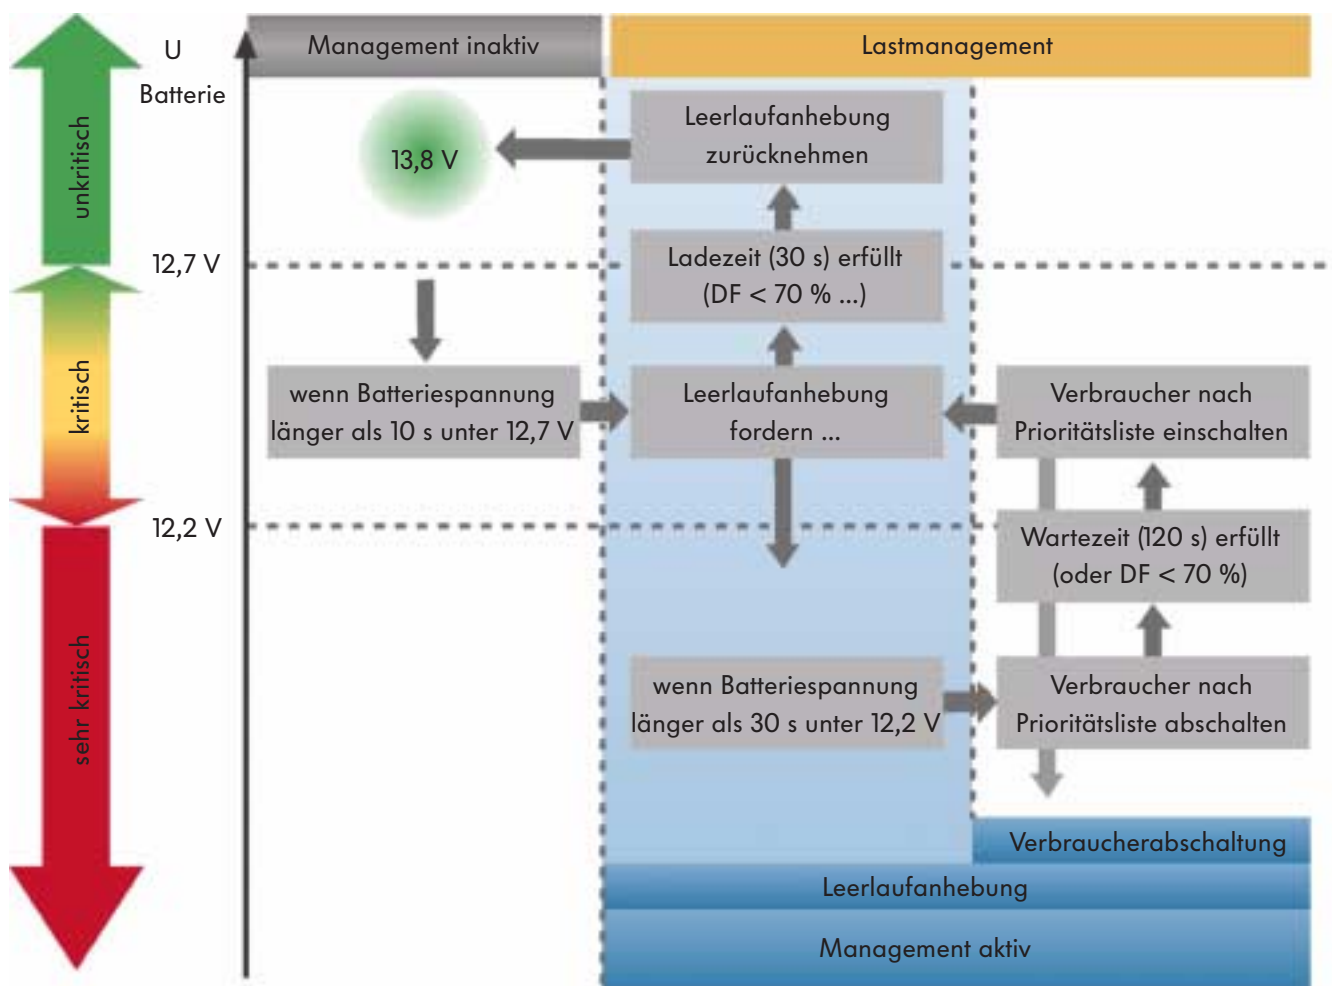 U
Batterie
Management inaktiv
Lastmanagement
unkritisch
13,8 V
Leerlaufanhebung
zurücknehmen
12,7 V
Ladezeit (30 s) erfüllt
(DF < 70 % ...)
kritisch
wenn Batteriespannung
länger als 10 s unter 12,7 V
Leerlaufanhebung
fordern ...
Verbraucher nach
Prioritätsliste einschalten
12,2 V
Wartezeit (120 s) erfüllt
(oder DF < 70 %)
sehr kritisch
wenn Batteriespannung
länger als 30 s unter 12,2 V
Verbraucher nach
Prioritätsliste abschalten
Verbraucherabschaltung
Leerlaufanhebung
Management aktiv